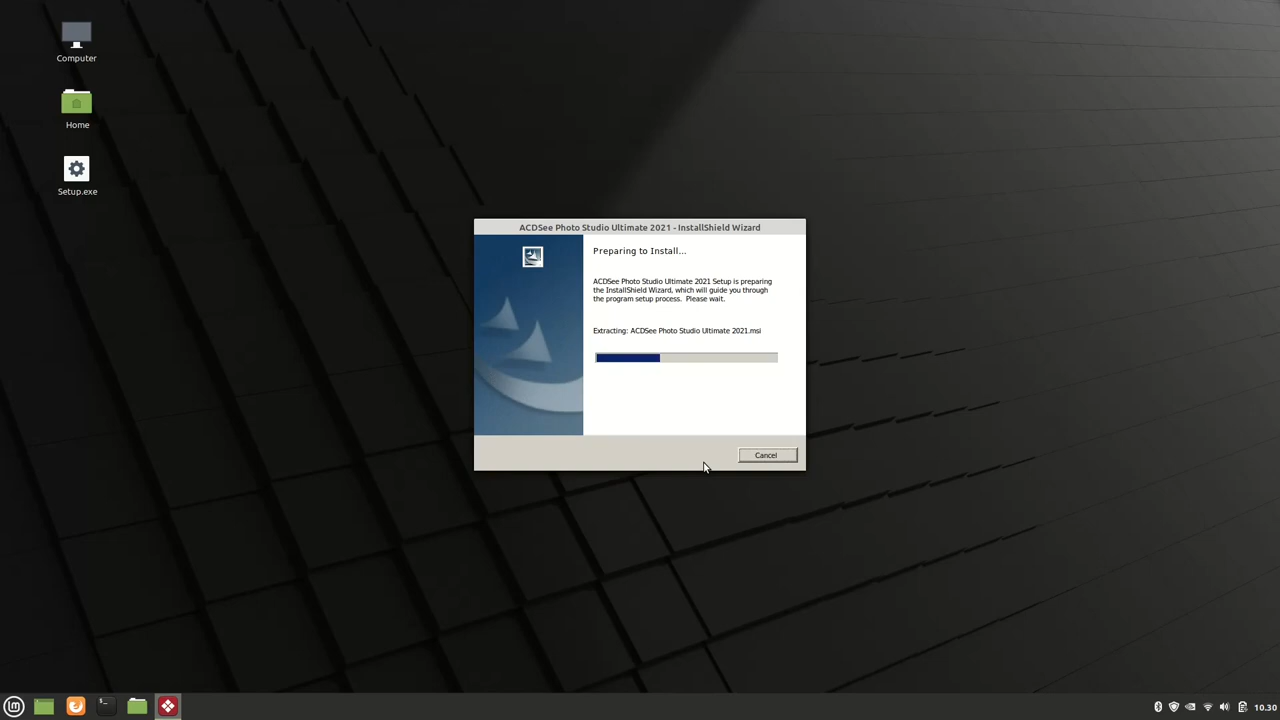 Computer
Home
Setup.exe
ACDSee Photo Studio Ultimate 2021 - InstallShield Wizard
Preparing to Install...
ACDSee Photo Studio Ultimate 2021 Setup is preparing
the InstallShield Wizard, which will guide you through
the program setup process.  Please wait.
Extracting: ACDSee Photo Studio Ultimate 2021.msi
Cancel
10.30